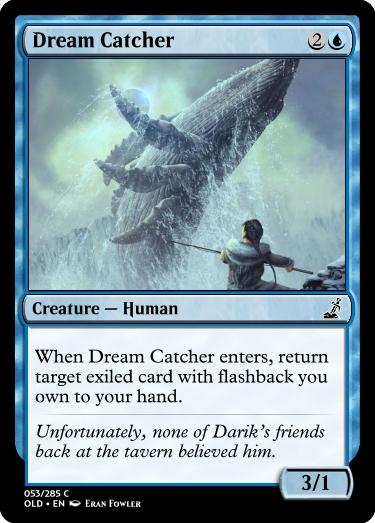 Dream Catcher
2
Creature — Human
When Dream Catcher enters, return
target exiled card with flashback you
own to your hand.
Unfortunately, none of Darik's friends
back at the tavern believed him.
3/1
053/285 C
OLD • EN Eran Fowler